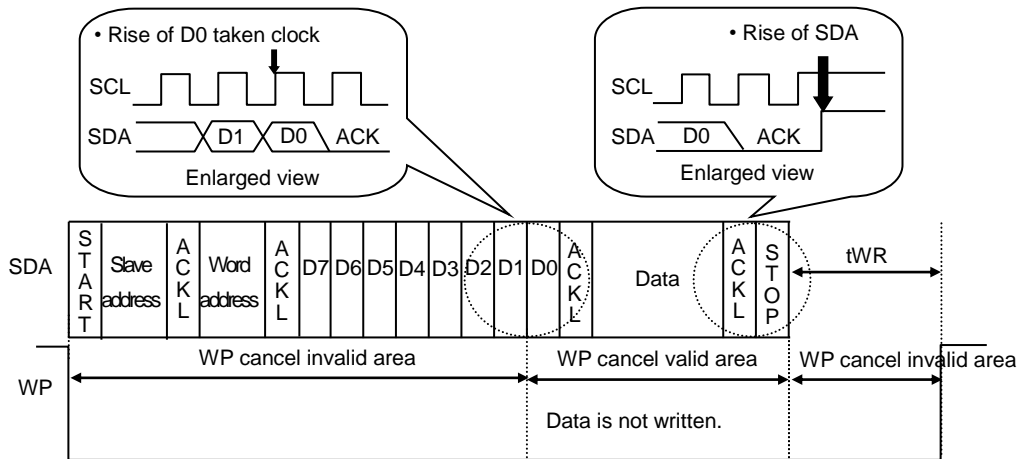 • Rise of D0 taken clock
SCL
SDA
D1
D0
ACK
Enlarged view
• Rise of SDA
SCL
SDA
D0
ACK
Enlarged view
SDA
START
Slave address
ACKL
Word address
ACKL
D7
D6
D5
D4
D3
D2
D1
D0
ACKL
Data
ACKL
STOP
tWR
WP
WP cancel invalid area
WP cancel valid area
WP cancel invalid area
Data is not written.